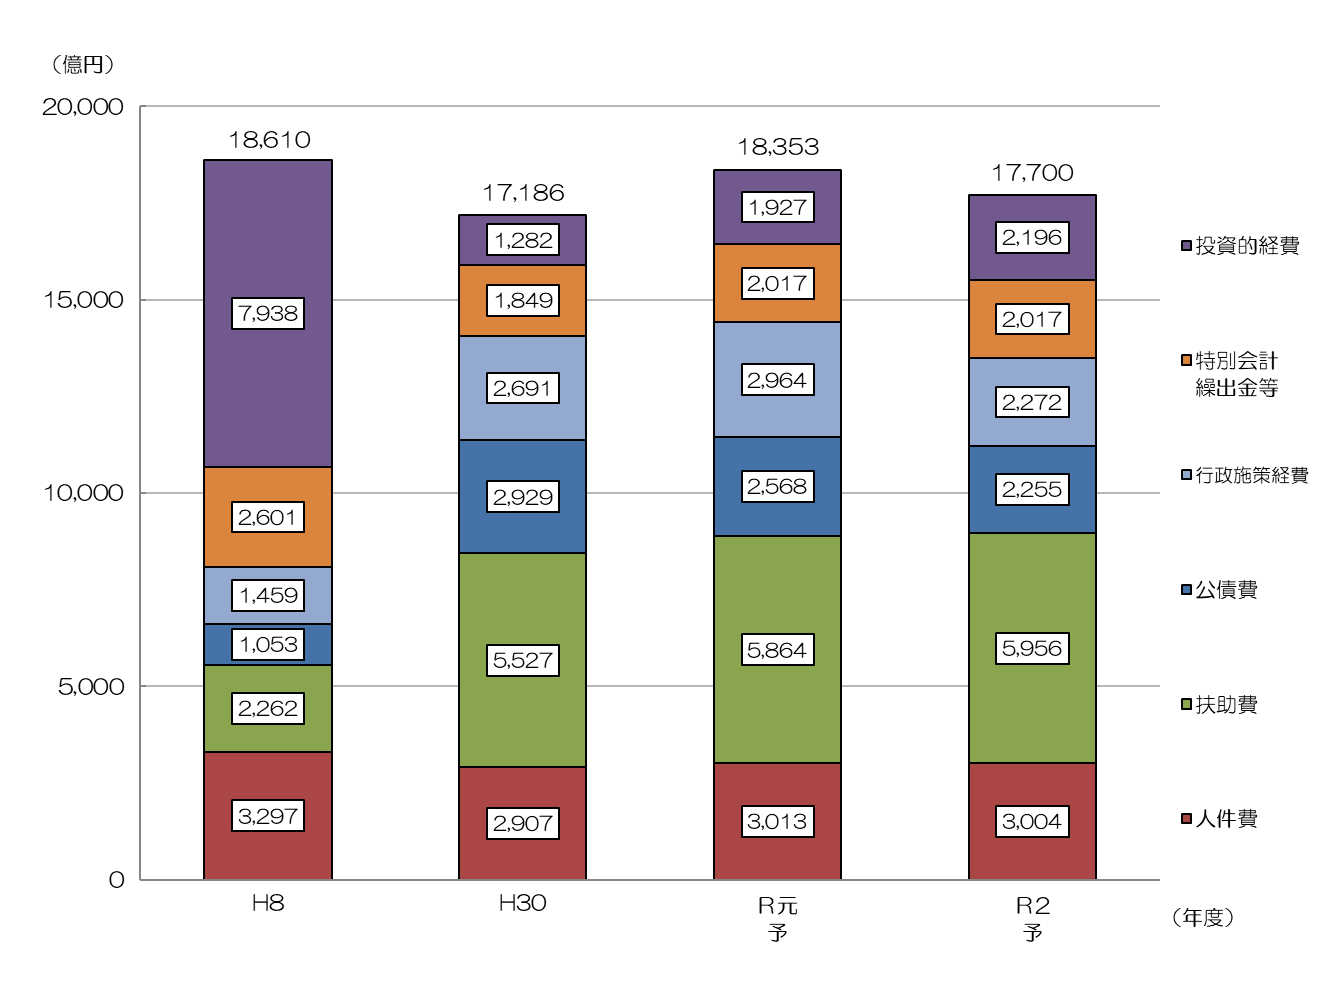 （億円）
20,000
15,000
10,000
5,000
0
18,610
7,938
2,601
1,459
1,053
2,262
3,297
H8
17,186
1,282
1,849
2,691
2,929
5,527
2,907
H30
18,353
1,927
2,017
2,964
2,568
5,864
3,013
R元
予
17,700
2,196
2,017
2,272
2,255
5,956
3,004
R2
予
（年度）
投資的経費
特別会計
繰出金等
行政施策経費
公債費
扶助費
人件費